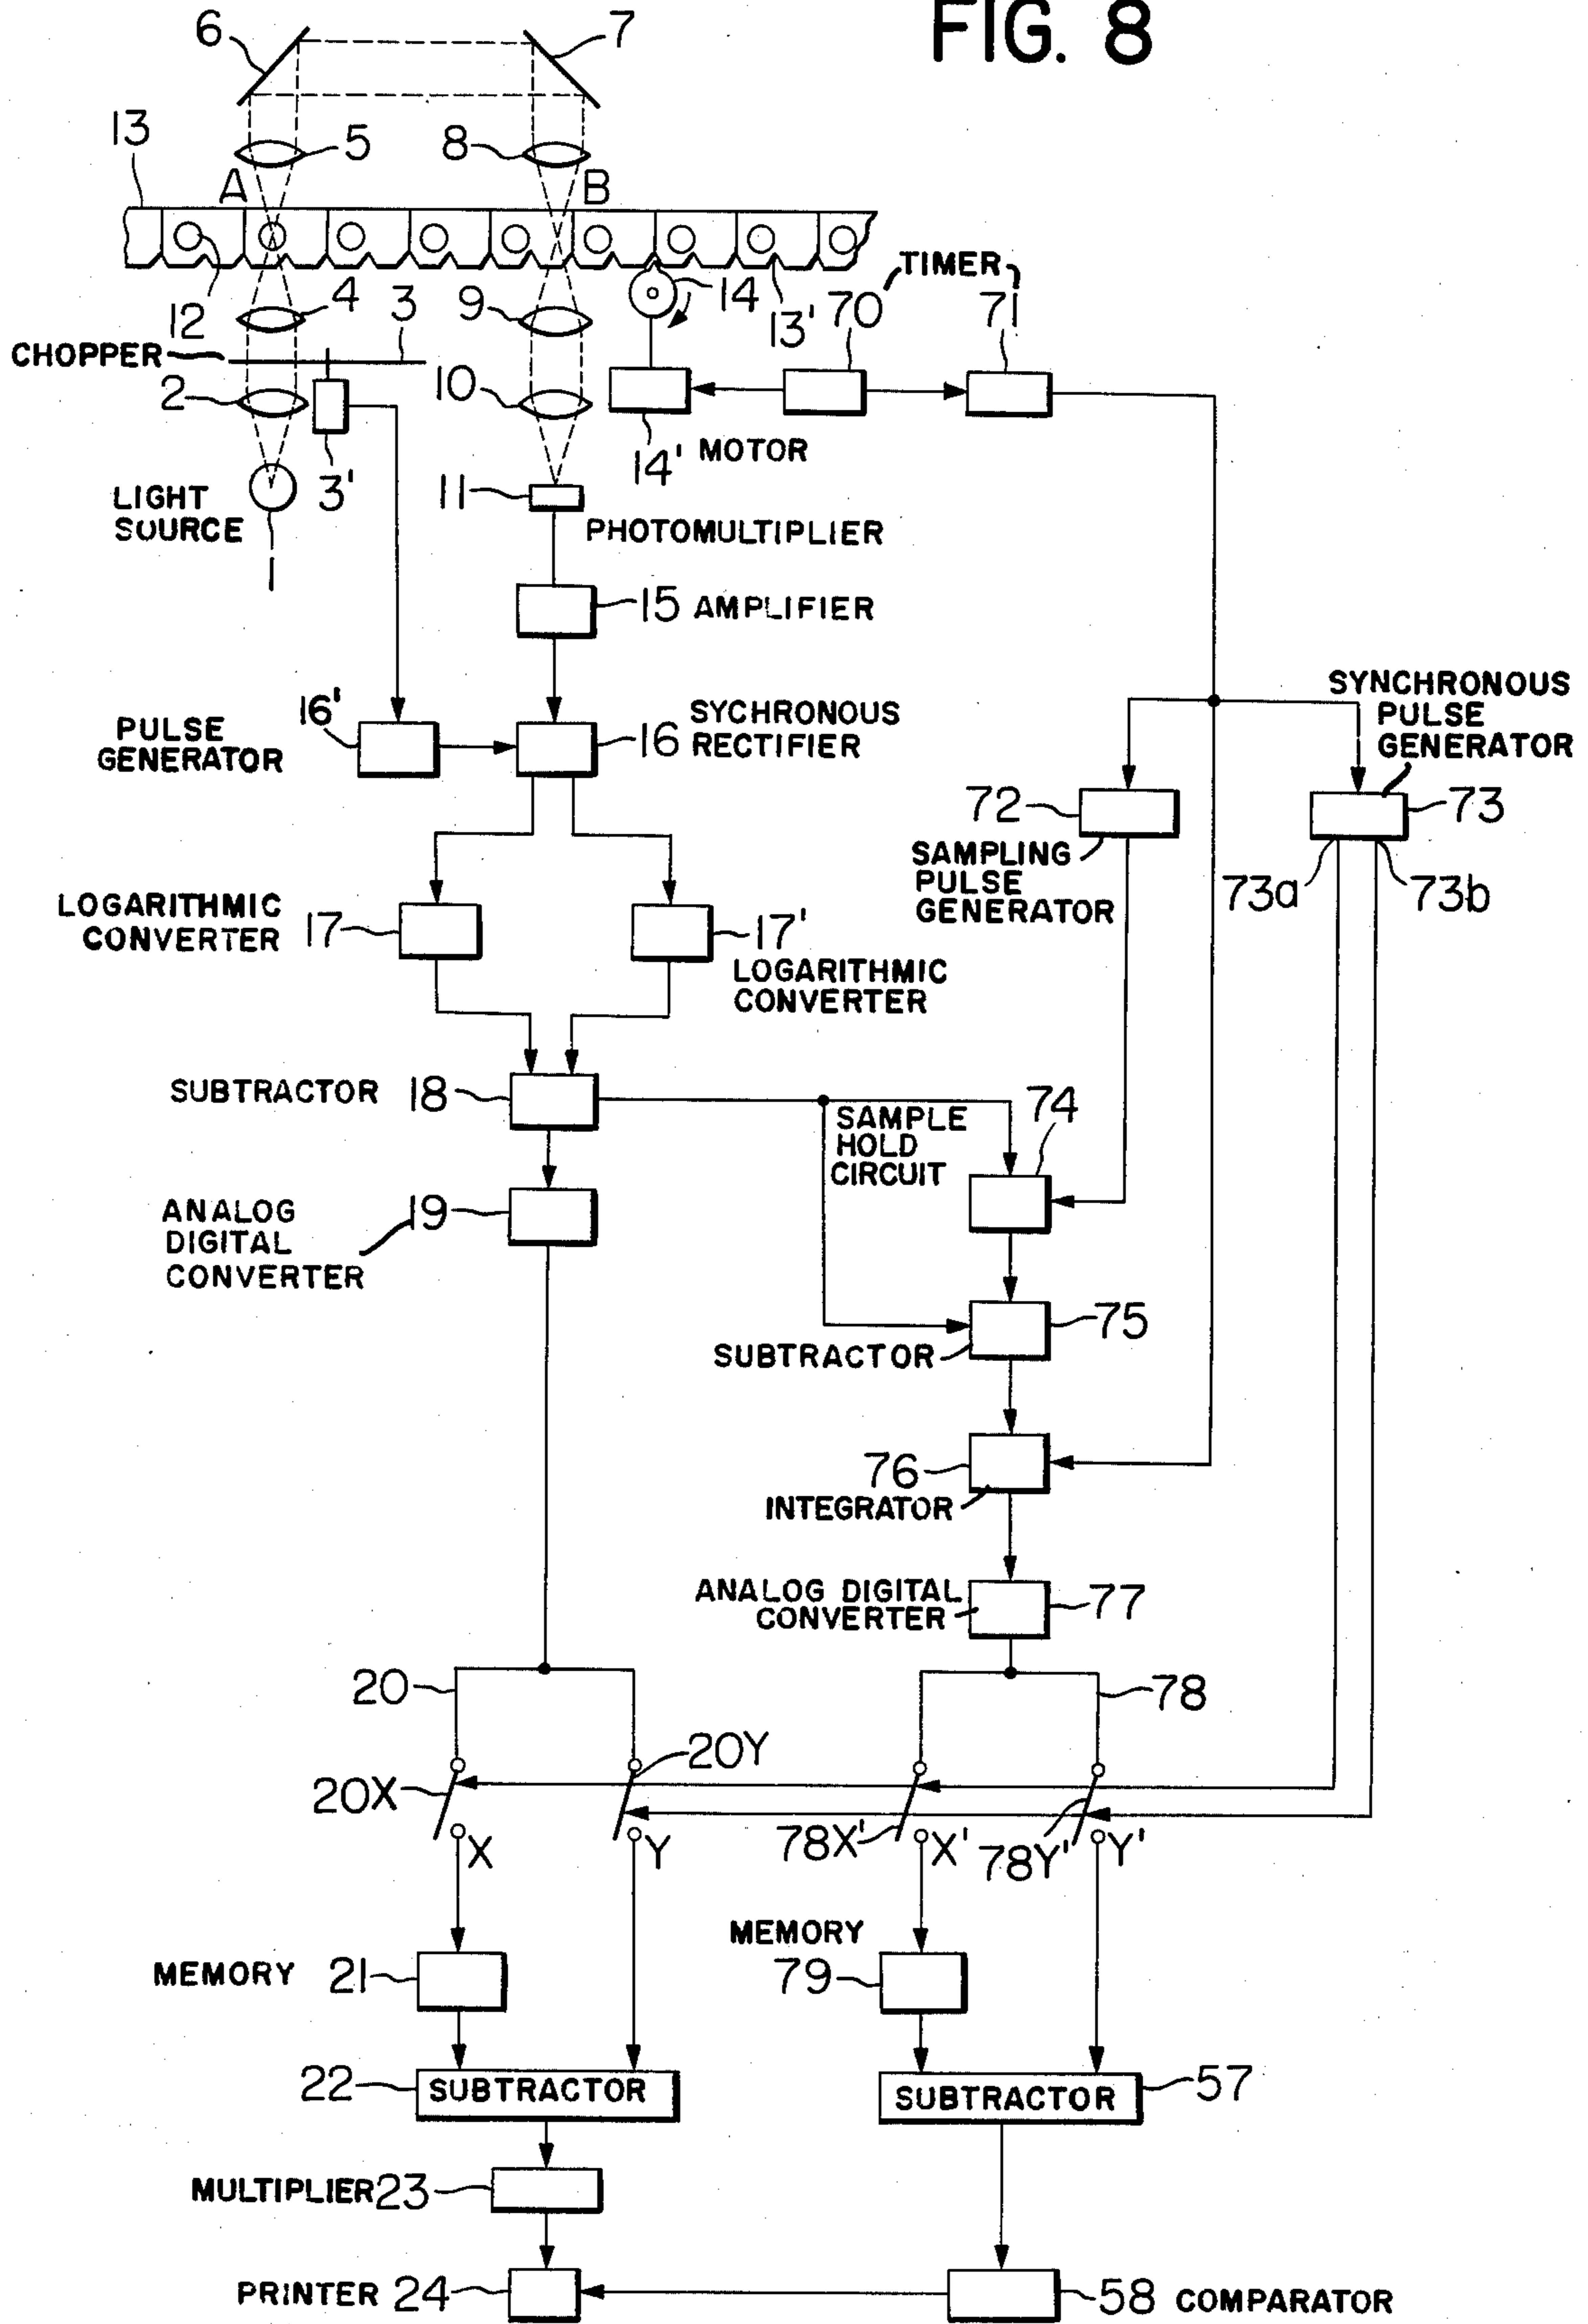 FIG. 8
6
7
13
5
8
A
B
12
4
3
9
14
13'
TIMER
70
71
CHOPPER
2
10
3'
14' MOTOR
LIGHT
SOURCE
1
11
PHOTOMULTIPLIER
15 AMPLIFIER
PULSE
GENERATOR
16'
16
SYCHRONOUS
RECTIFIER
SYNCHRONOUS
PULSE
GENERATOR
72
73
SAMPLING
PULSE
GENERATOR
73a
73b
LOGARITHMIC
CONVERTER
17
17'
LOGARITHMIC
CONVERTER
SUBTRACTOR 18
SAMPLE
HOLD
CIRCUIT
74
ANALOG
DIGITAL
CONVERTER
19
75
SUBTRACTOR
76
INTEGRATOR
ANALOG DIGITAL
CONVERTER
77
20
78
20X
20Y
X
Y
78X'
X'
78Y'
Y'
MEMORY 21
MEMORY
79
22
SUBTRACTOR
SUBTRACTOR
57
MULTIPLIER 23
PRINTER 24
58 COMPARATOR